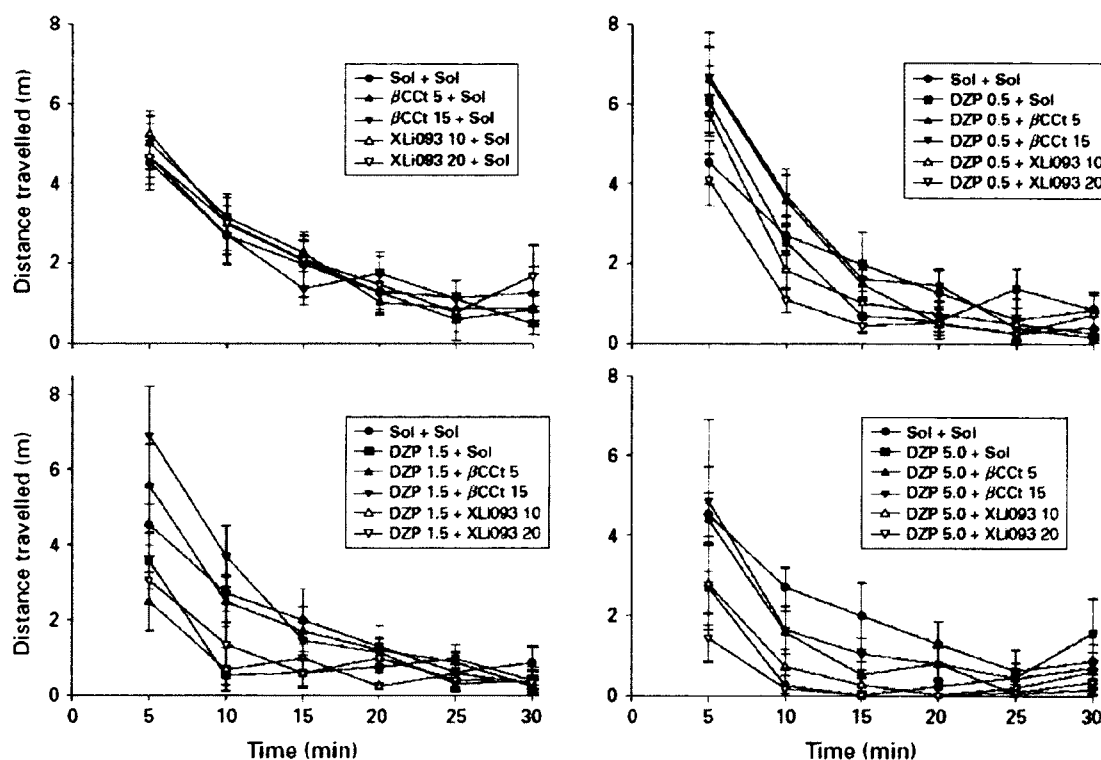 Distance travelled (m)
8
6
4
2
0
Sol + Sol
βCCt 5 + Sol
βCCt 15 + Sol
XLi093 10 + Sol
XLi093 20 + Sol
8
6
4
2
0
Sol + Sol
DZP 0.5 + Sol
DZP 0.5 + βCCt 5
DZP 0.5 + βCCt 15
DZP 0.5 + XLi093 10
DZP 0.5 + XLi093 20
Distance travelled (m)
8
6
4
2
0
Sol + Sol
DZP 1.5 + Sol
DZP 1.5 + βCCt 5
DZP 1.5 + βCCt 15
DZP 1.5 + XLi093 10
DZP 1.5 + XLi093 20
0 5 10 15 20 25 30
Time (min)
8
6
4
2
0
Sol + Sol
DZP 5.0 + Sol
DZP 5.0 + βCCt 5
DZP 5.0 + βCCt 15
DZP 5.0 + XLi093 10
DZP 5.0 + XLi093 20
0 5 10 15 20 25 30
Time (min)